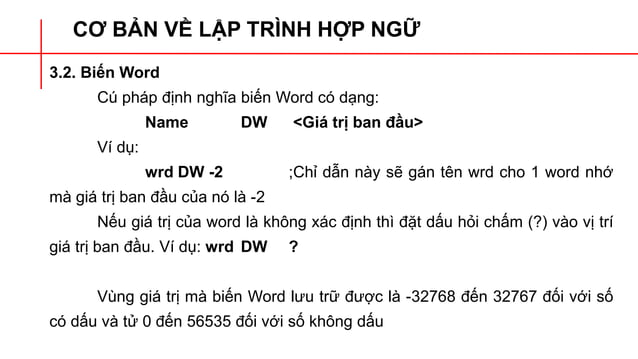 CƠ BẢN VỀ LẬP TRÌNH HỢP NGỮ
3.2. Biến Word
Cú pháp định nghĩa biến Word có dạng:
Name DW <Giá trị ban đầu>
Ví dụ:
wrd DW -2 ;Chỉ dẫn này sẽ gán tên wrd cho 1 word nhớ
mà giá trị ban đầu của nó là -2
Nếu giá trị của word là không xác định thì đặt dấu hỏi chấm (?) vào vị trí
giá trị ban đầu. Ví dụ: wrd DW ?
Vùng giá trị mà biến Word lưu trữ được là -32768 đến 32767 đối với số
có dấu và tử 0 đến 56535 đối với số không dấu